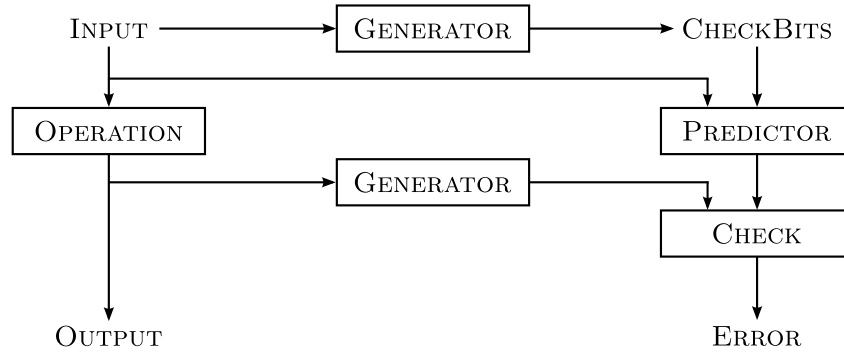 INPUT
GENERATOR
CHECKBITS
OPERATION
PREDICTOR
GENERATOR
CHECK
OUTPUT
ERROR